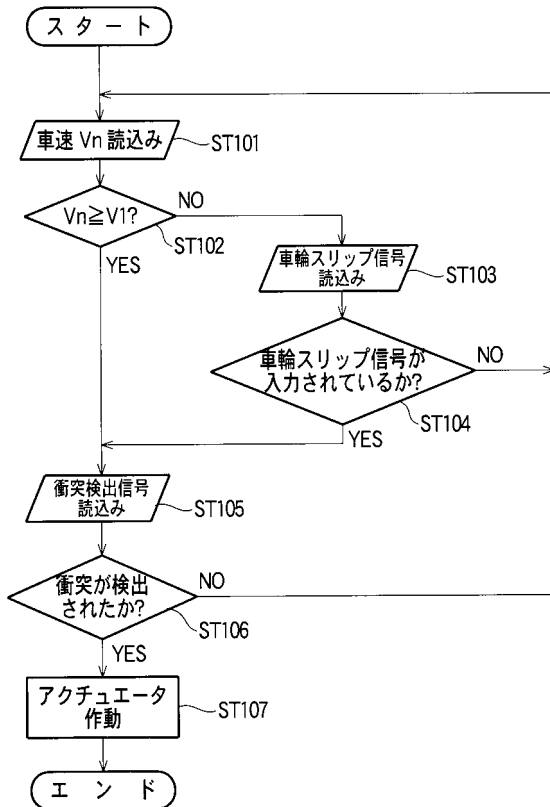 スタート
車速 Vn 読込み
ST101
Vn≧V1?
NO
ST102
YES
車輪スリップ信号
読込み
ST103
車輪スリップ信号が
入力されているか?
NO
ST104
YES
衝突検出信号
読込み
ST105
衝突が検出
されたか?
NO
ST106
YES
アクチュエータ
作動
ST107
エンド